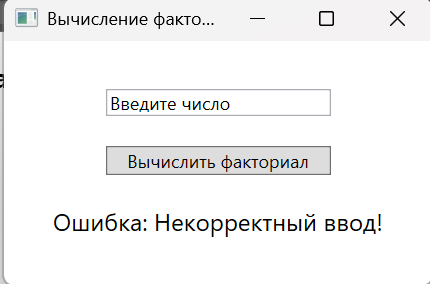 Вычисление факто...
Введите число
Вычислить факториал
Ошибка: Некорректный ввод!